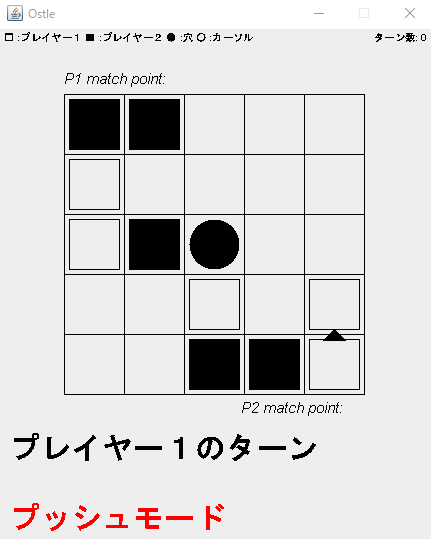 Ostle
□ :プレイヤー1 ■ :プレイヤー2 ● :穴 ○ :カーソル
ターン数: 0
P1 match point:
P2 match point:
プレイヤー1のターン
プッシュモード